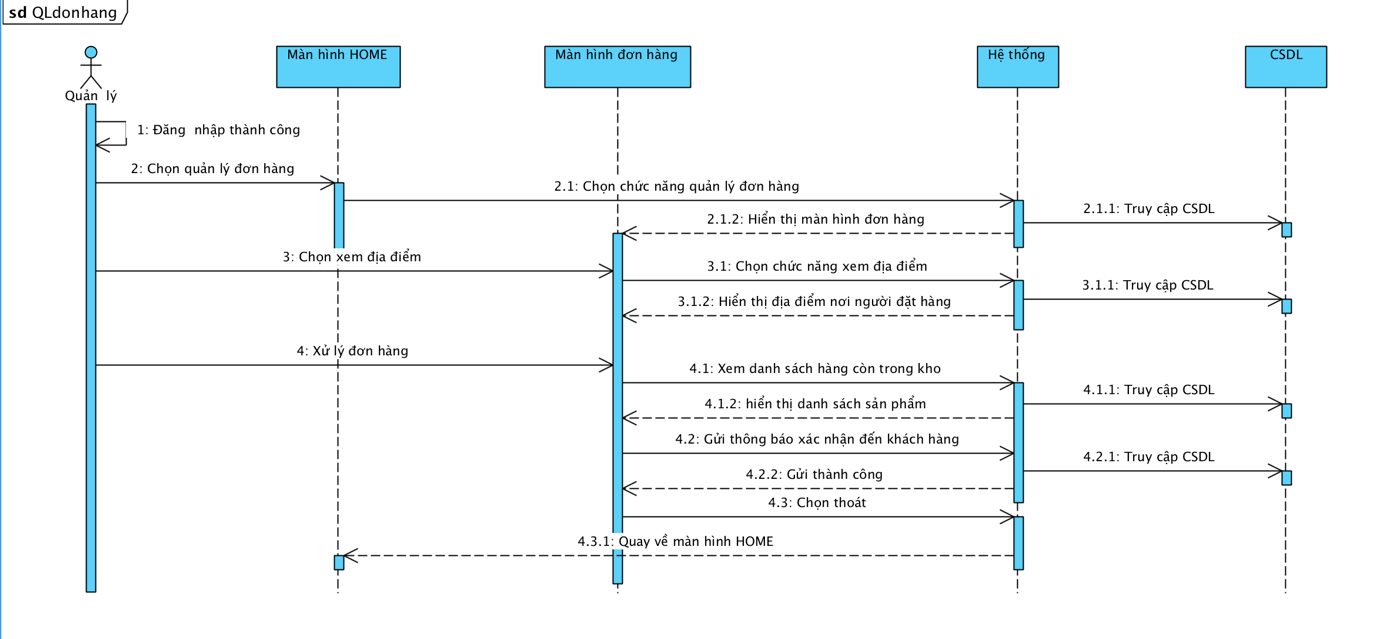 sd QLdonhang
Màn hình HOME
Màn hình đơn hàng
Hệ thống
CSDL
Quản lý
1: Đăng nhập thành công
2: Chọn quản lý đơn hàng
2.1: Chọn chức năng quản lý đơn hàng
2.1.1: Truy cập CSDL
2.1.2: Hiển thị màn hình đơn hàng
3: Chọn xem địa điểm
3.1: Chọn chức năng xem địa điểm
3.1.1: Truy cập CSDL
3.1.2: Hiển thị địa điểm nơi người đặt hàng
4: Xử lý đơn hàng
4.1: Xem danh sách hàng còn trong kho
4.1.1: Truy cập CSDL
4.1.2: hiển thị danh sách sản phẩm
4.2: Gửi thông báo xác nhận đến khách hàng
4.2.1: Truy cập CSDL
4.2.2: Gửi thành công
4.3: Chọn thoát
4.3.1: Quay về màn hình HOME